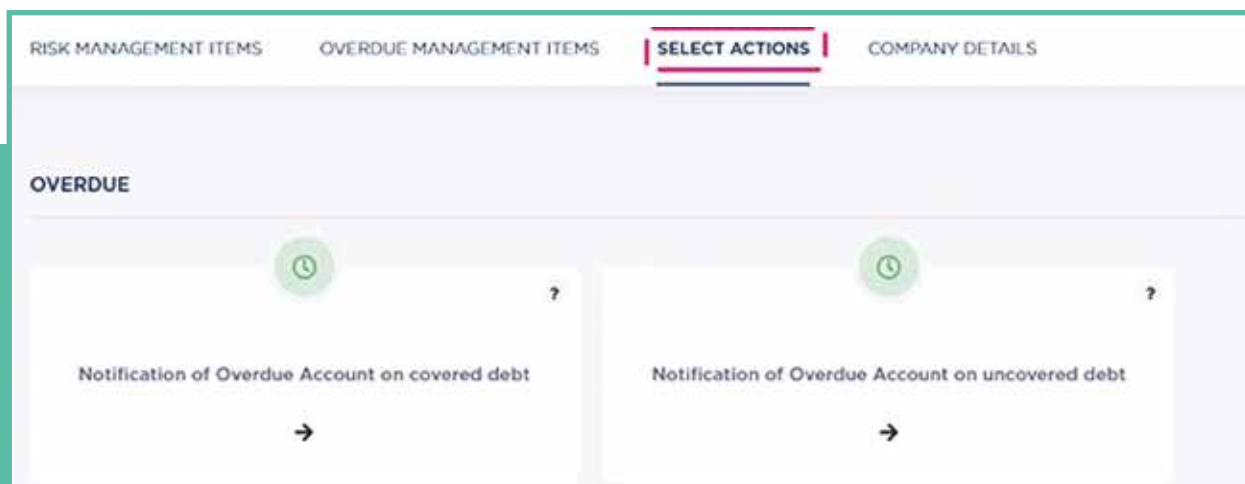 RISK MANAGEMENT ITEMS OVERDUE MANAGEMENT ITEMS SELECT ACTIONS COMPANY DETAILS
OVERDUE
? ?
Notification of Overdue Account on covered debt Notification of Overdue Account on uncovered debt